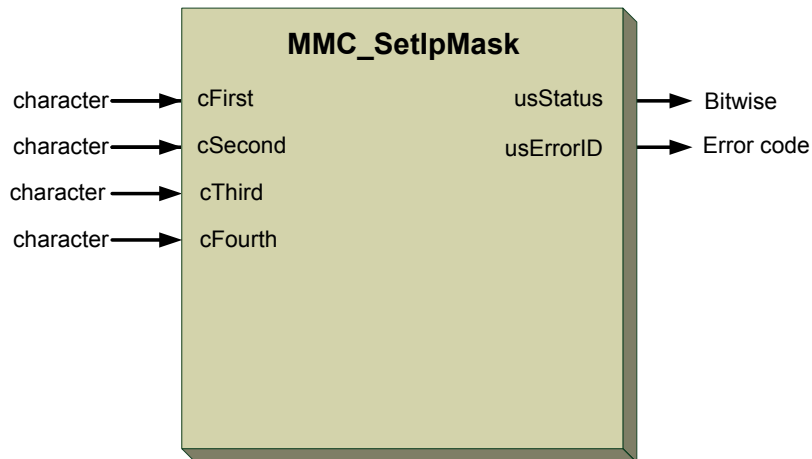 MMC_SetIpMask
character cFirst usStatus Bitwise
character cSecond usErrorID Error code
character cThird
character cFourth